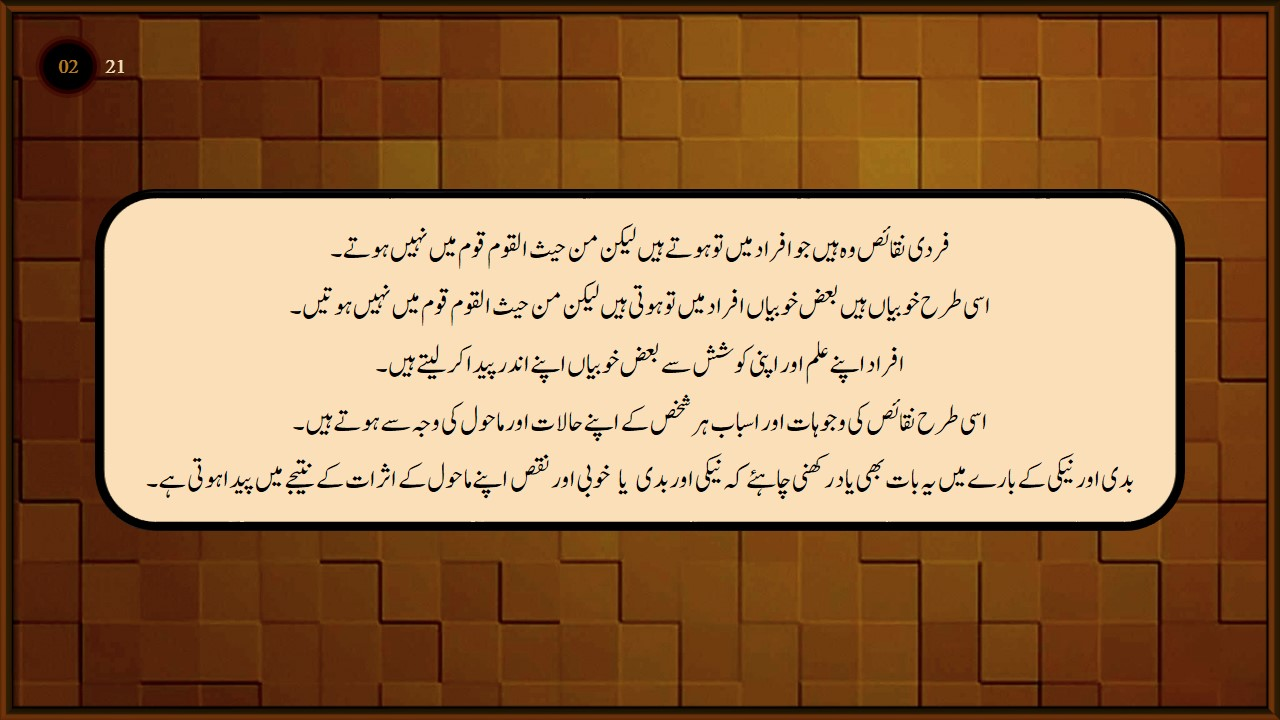 02 21
فردی نقائص وہ ہیں جو افراد میں تو ہوتے ہیں لیکن من حیث القوم قوم میں نہیں ہوتے۔
اسی طرح خوبیاں ہیں بعض خوبیاں افراد میں تو ہوتی ہیں لیکن من حیث القوم قوم میں نہیں ہوتیں۔
افراد اپنے علم اور اپنی کوشش سے بعض خوبیاں اپنے اندر پیدا کر لیتے ہیں۔
اسی طرح نقائص کی وجوہات اور اسباب ہر شخص کے اپنے حالات اور ماحول کی وجہ سے ہوتے ہیں۔
بدی اور نیکی کے بارے میں یہ بات بھی یاد رکھنی چاہئے کہ نیکی اور بدی یا خوبی اور نقص اپنے ماحول کے اثرات کے نتیجے میں پیدا ہوتی ہے۔